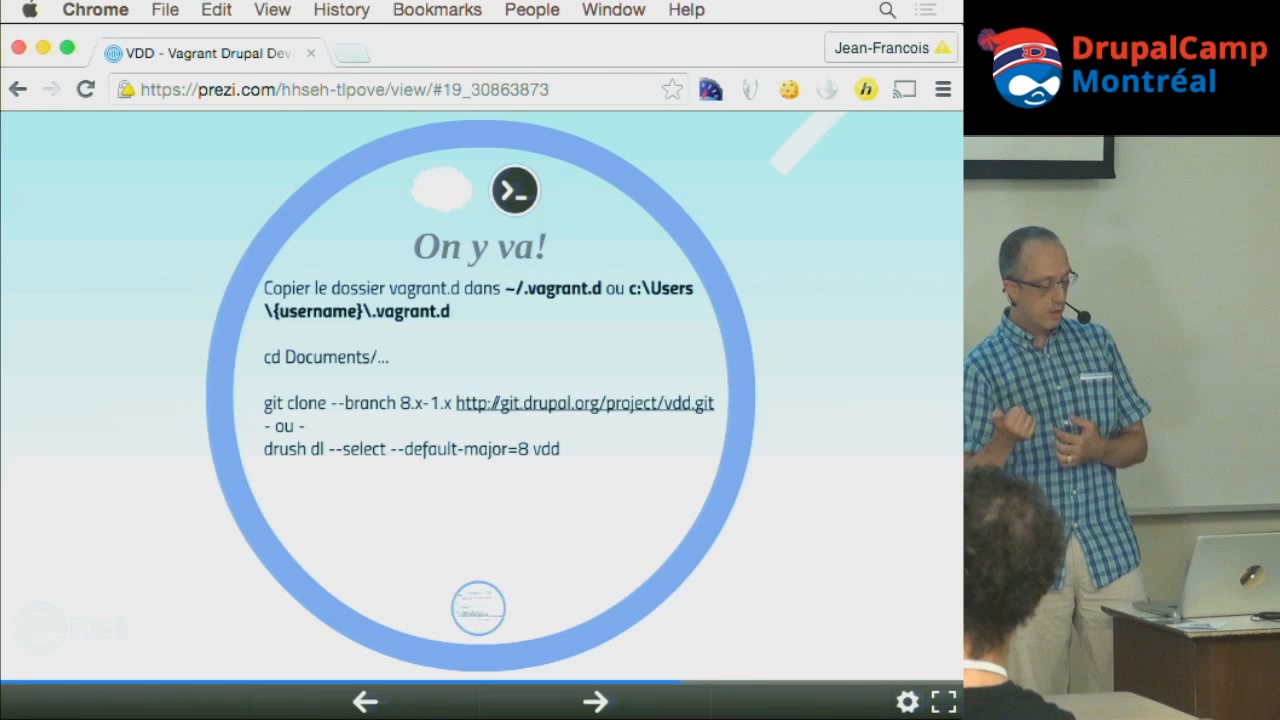 Chrome File Edit View History Bookmarks People Window Help
VDD - Vagrant Drupal Dev
Jean-Francois
https://prezi.com/hhseh-tlpove/view/#19_30863873
h
DrupalCamp
Montréal
On y va!
Copier le dossier vagrant.d dans ~/.vagrant.d ou c:\Users
\{username}\.vagrant.d
cd Documents/...
git clone --branch 8.x-1.x http://git.drupal.org/project/vdd.git
- ou -
drush dl --select --default-major=8 vdd
Prezi